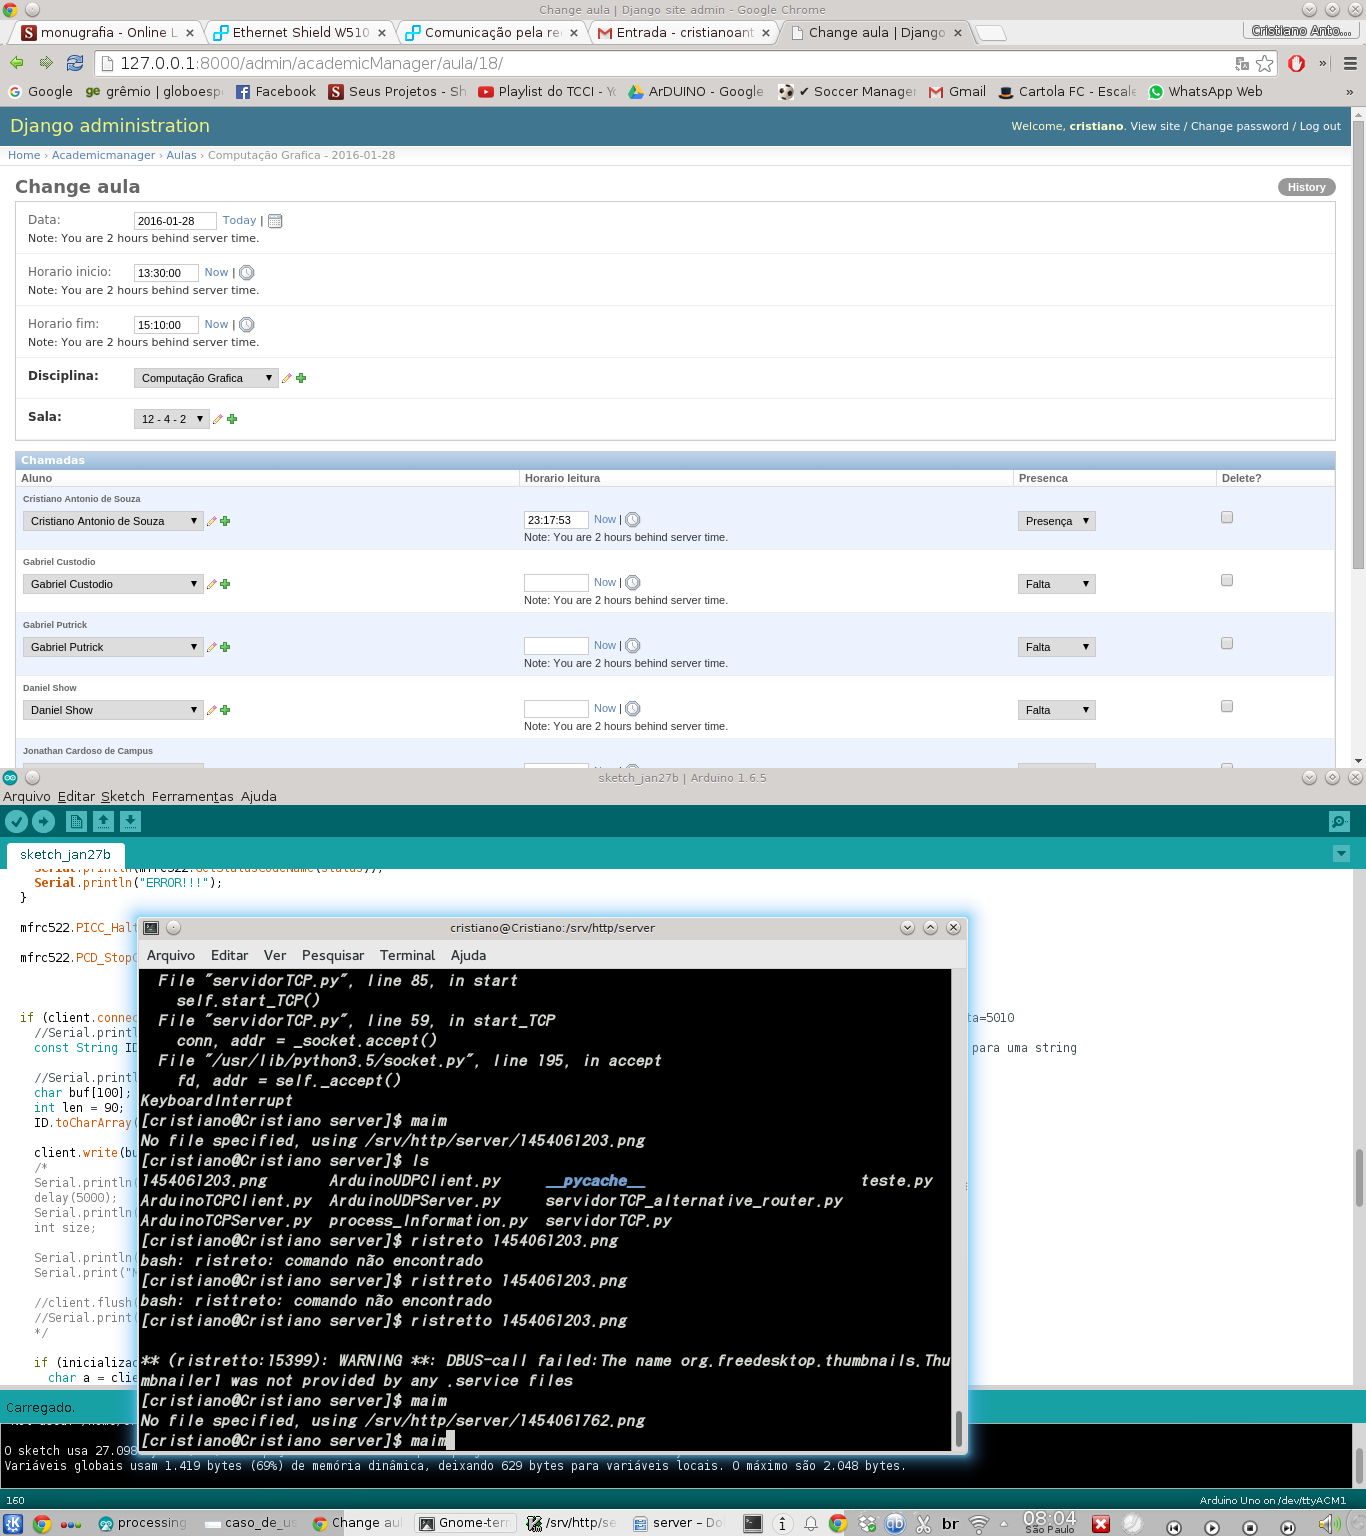 Change aula | Django site admin - Google Chrome
monugrafia - Online L
Ethernet Shield W510
Comunicação pela re
Entrada - cristianoant
Change aula | Django
Cristiano Anto...
127.0.0.1:8000/admin/academicManager/aula/18/
Google
grêmio | globoesp
Facebook
Seus Projetos - Sh
Playlist do TCCI - Yo
ArDUINO - Google
✔ Soccer Manager
Gmail
Cartola FC - Escale
WhatsApp Web
»
Django administration
Welcome, cristiano. View site / Change password / Log out
Home › Academicmanager › Aulas › Computação Grafica - 2016-01-28
Change aula
History
Data: 2016-01-28 Today |
Note: You are 2 hours behind server time.
Horario inicio: 13:30:00 Now |
Note: You are 2 hours behind server time.
Horario fim: 15:10:00 Now |
Note: You are 2 hours behind server time.
Disciplina: Computação Grafica
Sala: 12 - 4 - 2
Chamadas
Aluno Horario leitura Presenca Delete?
Cristiano Antonio de Souza
Cristiano Antonio de Souza 23:17:53 Now | Presença
Note: You are 2 hours behind server time.
Gabriel Custodio
Gabriel Custodio Now | Falta
Note: You are 2 hours behind server time.
Gabriel Putrick
Gabriel Putrick Now | Falta
Note: You are 2 hours behind server time.
Daniel Show
Daniel Show Now | Falta
Note: You are 2 hours behind server time.
Jonathan Cardoso de Campus
sketch_jan27b | Arduino 1.6.5
Arquivo Editar Sketch Ferramentas Ajuda
sketch_jan27b
Serial.println(mfrc522.GetStatusCodeName(status));
Serial.println("ERROR!!!");
}
mfrc522.PICC_Halt
mfrc522.PCD_StopC
if (client.connec
ta=5010
//Serial.printl
const String ID
para uma string
//Serial.printl
char buf[100];
int len = 90;
ID.toCharArray(
client.write(bu
/*
Serial.println(
delay(5000);
Serial.println(
int size;
Serial.println(
Serial.print("M
//client.flush(
//Serial.print(
*/
if (inicializac
char a = clie
cristiano@Cristiano:/srv/http/server
Arquivo Editar Ver Pesquisar Terminal Ajuda
File "servidorTCP.py", line 85, in start
self.start_TCP()
File "servidorTCP.py", line 59, in start_TCP
conn, addr = _socket.accept()
File "/usr/lib/python3.5/socket.py", line 195, in accept
fd, addr = self._accept()
KeyboardInterrupt
[cristiano@Cristiano server]$ maim
No file specified, using /srv/http/server/1454061203.png
[cristiano@Cristiano server]$ ls
1454061203.png ArduinoUDPClient.py __pycache__ teste.py
ArduinoTCPClient.py ArduinoUDPServer.py servidorTCP_alternative_router.py
ArduinoTCPServer.py process_Information.py servidorTCP.py
[cristiano@Cristiano server]$ ristreto 1454061203.png
bash: ristreto: comando não encontrado
[cristiano@Cristiano server]$ risttreto 1454061203.png
bash: risttreto: comando não encontrado
[cristiano@Cristiano server]$ ristretto 1454061203.png
** (ristretto:15399): WARNING **: DBUS-call failed:The name org.freedesktop.thumbnails.Thu
mbnailer1 was not provided by any .service files
[cristiano@Cristiano server]$ maim
No file specified, using /srv/http/server/1454061762.png
[cristiano@Cristiano server]$ maim
Carregado.
O sketch usa 27.098
Variáveis globais usam 1.419 bytes (69%) de memória dinâmica, deixando 629 bytes para variáveis locais. O máximo são 2.048 bytes.
160
Arduino Uno on /dev/ttyACM1
processing
caso_de_us
Change aul
Gnome-terr
/srv/http/se
server – Do
br
08:04
São Paulo